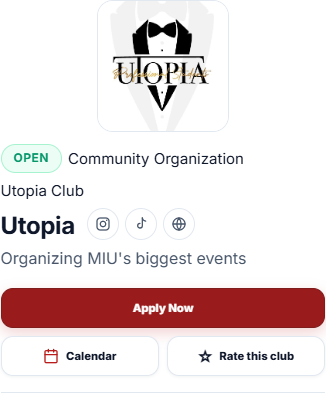 UTOPIA
OPEN
Community Organization
Utopia Club
Utopia
Organizing MIU's biggest events
Apply Now
Calendar
Rate this club